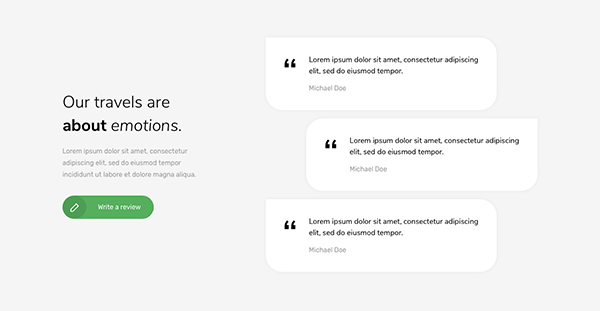 Our travels are
about emotions.
Lorem ipsum dolor sit amet, consectetur
adipiscing elit, sed do eiusmod tempor
incididunt ut labore et dolore magna aliqua.
Write a review
“
Lorem ipsum dolor sit amet, consectetur adipiscing
elit, sed do eiusmod tempor.
Michael Doe
“
Lorem ipsum dolor sit amet, consectetur adipiscing
elit, sed do eiusmod tempor.
Michael Doe
“
Lorem ipsum dolor sit amet, consectetur adipiscing
elit, sed do eiusmod tempor.
Michael Doe